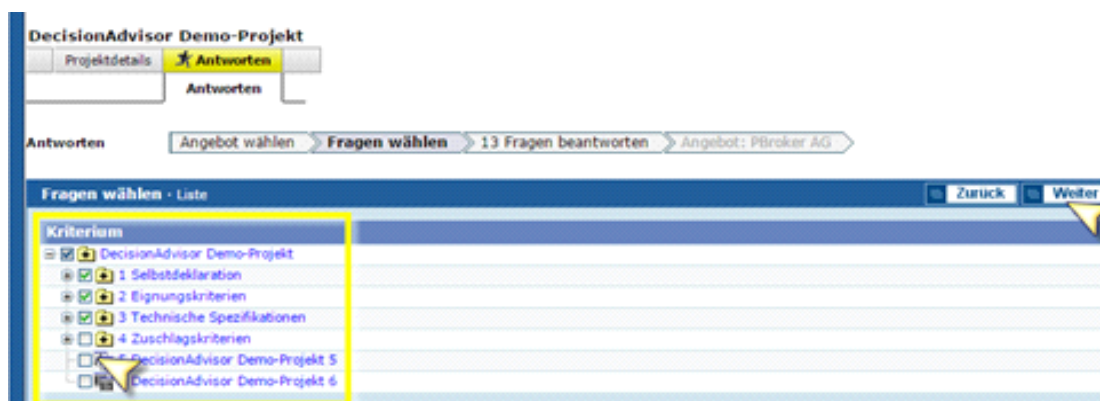 DecisionAdvisor Demo-Projekt
Projektdetails Antworten
Antworten
Antworten Angebot wählen Fragen wählen 13 Fragen beantworten Angebot: PBroker AG
Fragen wählen · Liste Zurück Weiter
Kriterium
DecisionAdvisor Demo-Projekt
1 Selbstdeklaration
2 Eignungskriterien
3 Technische Spezifikationen
4 Zuschlagskriterien
5 DecisionAdvisor Demo-Projekt 5
DecisionAdvisor Demo-Projekt 6